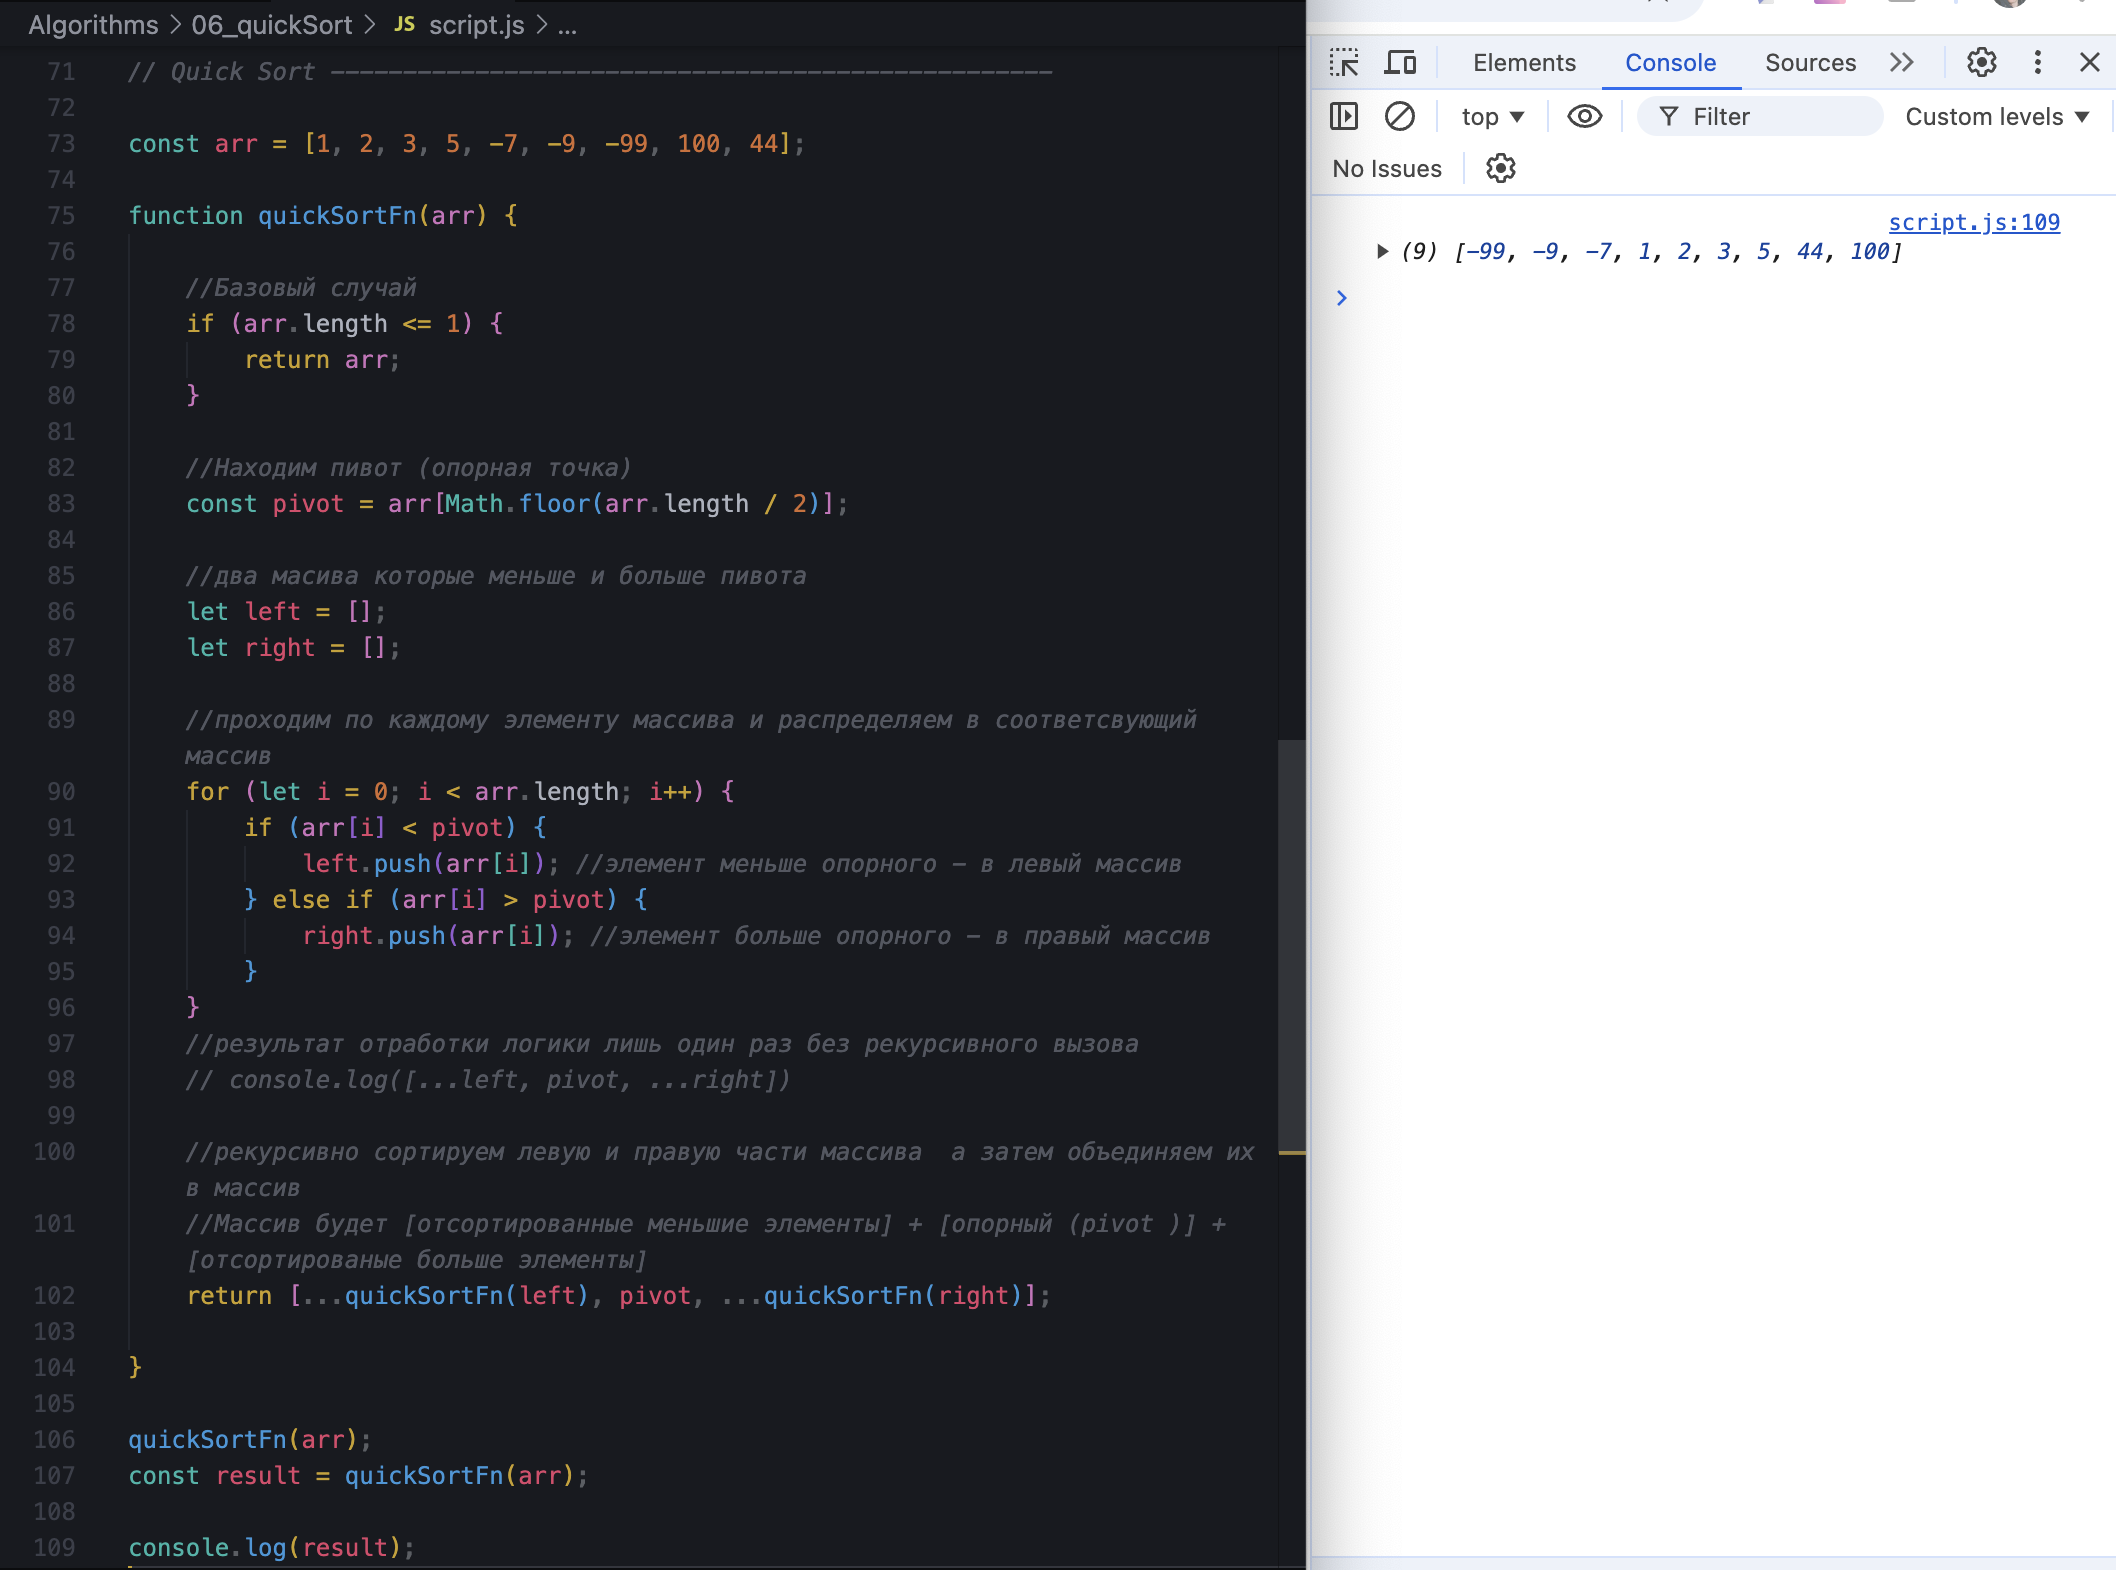 Algorithms > 06_quickSort > JS script.js > ...
71 // Quick Sort --------------------------------------------------
72
73 const arr = [1, 2, 3, 5, -7, -9, -99, 100, 44];
74
75 function quickSortFn(arr) {
76
77 //Базовый случай
78 if (arr.length <= 1) {
79 return arr;
80 }
81
82 //Находим пивот (опорная точка)
83 const pivot = arr[Math.floor(arr.length / 2)];
84
85 //два масива которые меньше и больше пивота
86 let left = [];
87 let right = [];
88
89 //проходим по каждому элементу массива и распределяем в соответсвующий
массив
90 for (let i = 0; i < arr.length; i++) {
91 if (arr[i] < pivot) {
92 left.push(arr[i]); //элемент меньше опорного - в левый массив
93 } else if (arr[i] > pivot) {
94 right.push(arr[i]); //элемент больше опорного - в правый массив
95 }
96 }
97 //результат отработки логики лишь один раз без рекурсивного вызова
98 // console.log([...left, pivot, ...right])
99
100 //рекурсивно сортируем левую и правую части массива  а затем объединяем их
в массив
101 //Массив будет [отсортированные меньшие элементы] + [опорный (pivot )] +
[отсортированые больше элементы]
102 return [...quickSortFn(left), pivot, ...quickSortFn(right)];
103
104 }
105
106 quickSortFn(arr);
107 const result = quickSortFn(arr);
108
109 console.log(result);
Elements Console Sources
top Filter Custom levels
No Issues
script.js:109
(9) [-99, -9, -7, 1, 2, 3, 5, 44, 100]